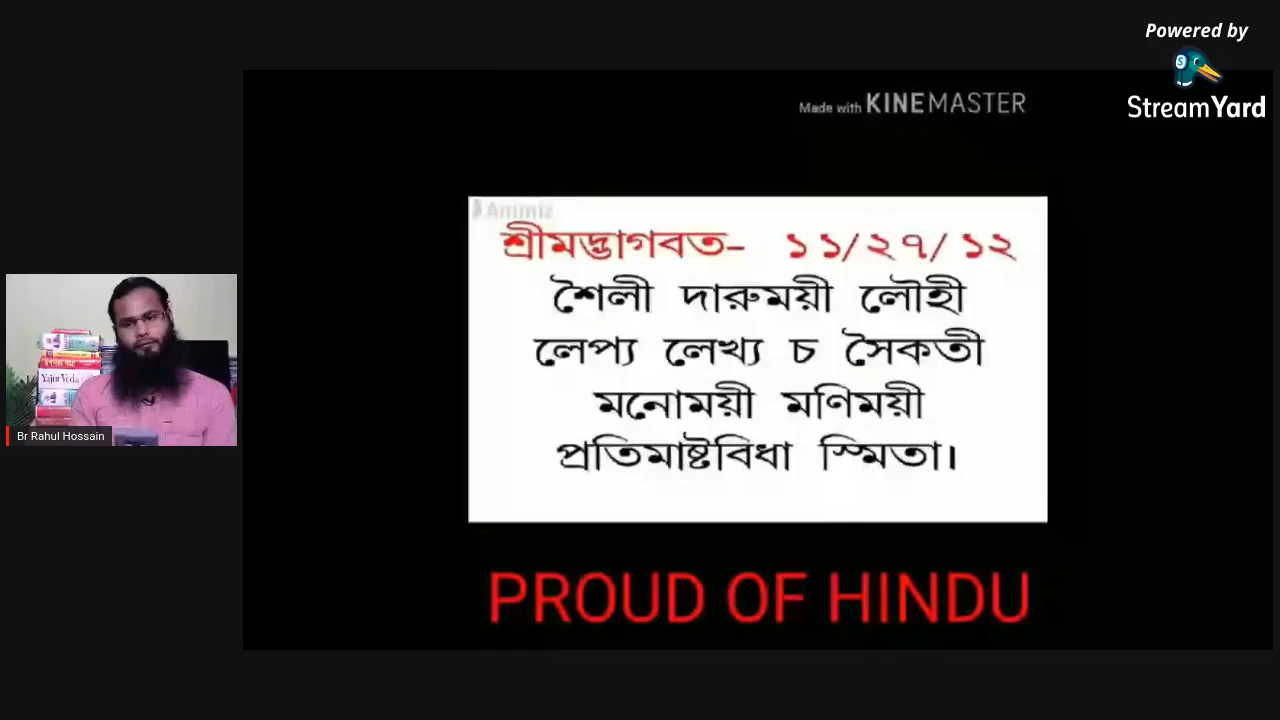 Powered by
StreamYard
Made with KINEMASTER
শ্রীমদ্ভাগবত- ১১/২৭/১২
শৈলী দারুময়ী লৌহী
লেপ্য লেখ্য চ সৈকতী
মনোময়ী মণিময়ী
প্রতিমাষ্টবিধা স্মিতা।
PROUD OF HINDU
YajurVeda
Br Rahul Hossain